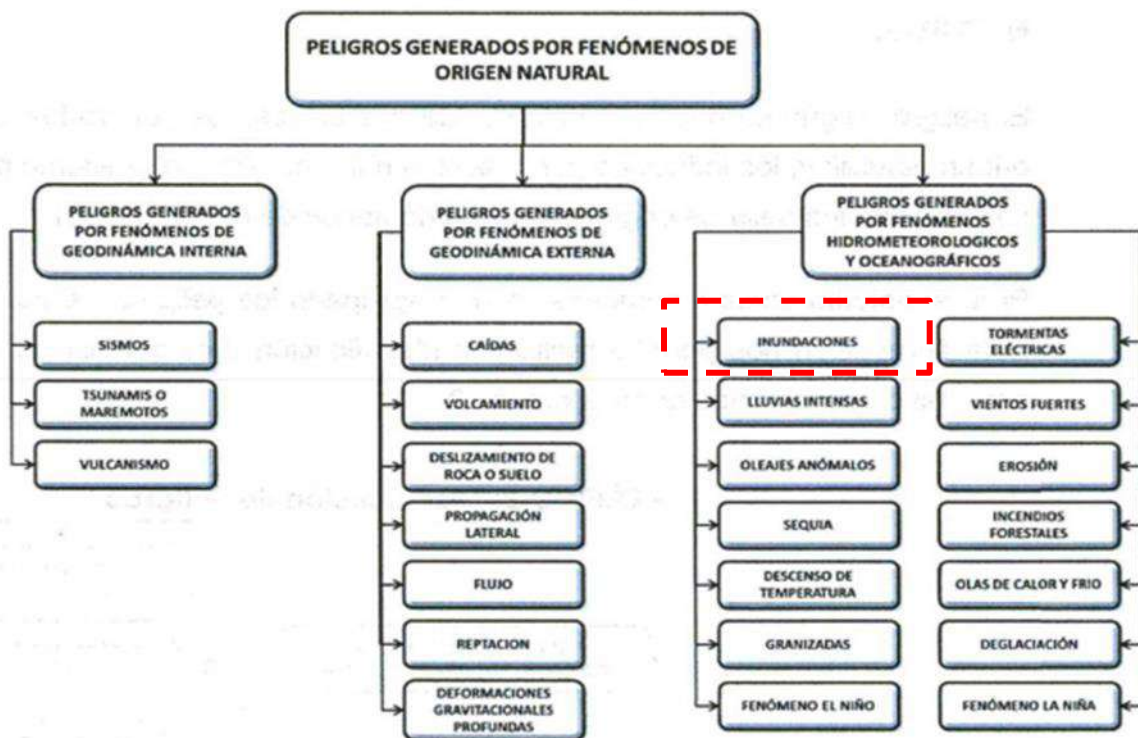 PELIGROS GENERADOS POR FENÓMENOS DE
ORIGEN NATURAL
PELIGROS GENERADOS
POR FENÓMENOS DE
GEODINÁMICA INTERNA
SISMOS
TSUNAMIS O
MAREMOTOS
VULCANISMO
PELIGROS GENERADOS
POR FENÓMENOS DE
GEODINÁMICA EXTERNA
CAÍDAS
VOLCAMIENTO
DESLIZAMIENTO DE
ROCA O SUELO
PROPAGACIÓN
LATERAL
FLUJO
REPTACION
DEFORMACIONES
GRAVITACIONALES
PROFUNDAS
PELIGROS GENERADOS
POR FENÓMENOS
HIDROMETEOROLOGICOS
Y OCEANOGRÁFICOS
INUNDACIONES
LLUVIAS INTENSAS
OLEAJES ANÓMALOS
SEQUIA
DESCENSO DE
TEMPERATURA
GRANIZADAS
FENÓMENO EL NIÑO
TORMENTAS
ELÉCTRICAS
VIENTOS FUERTES
EROSIÓN
INCENDIOS
FORESTALES
OLAS DE CALOR Y FRIO
DEGLACIACIÓN
FENÓMENO LA NIÑA